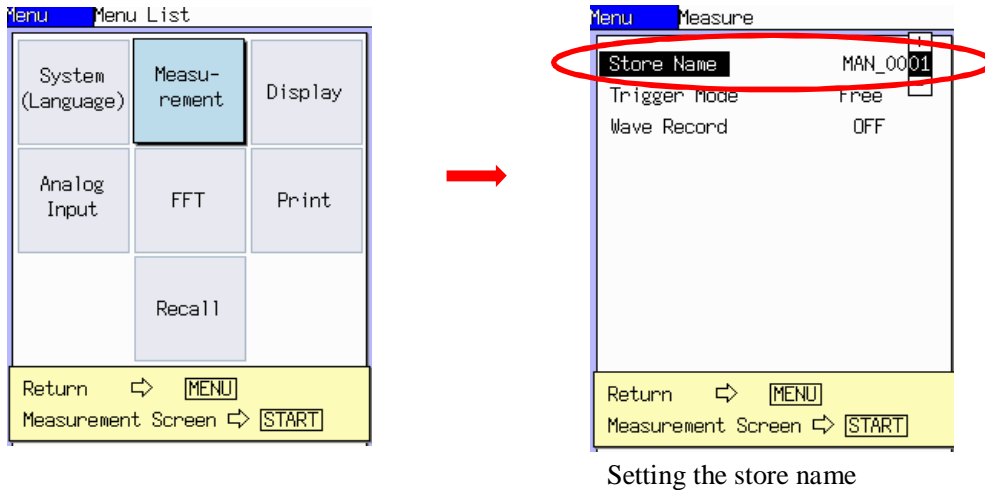 Menu Menu List
System
(Language)
Measu-
rement
Display
Analog
Input
FFT
Print
Recall
Return ⇨ MENU
Measurement Screen ⇨ START
Menu Measure
Store Name MAN_0001
Trigger Mode Free
Wave Record OFF
Return ⇨ MENU
Measurement Screen ⇨ START
Setting the store name